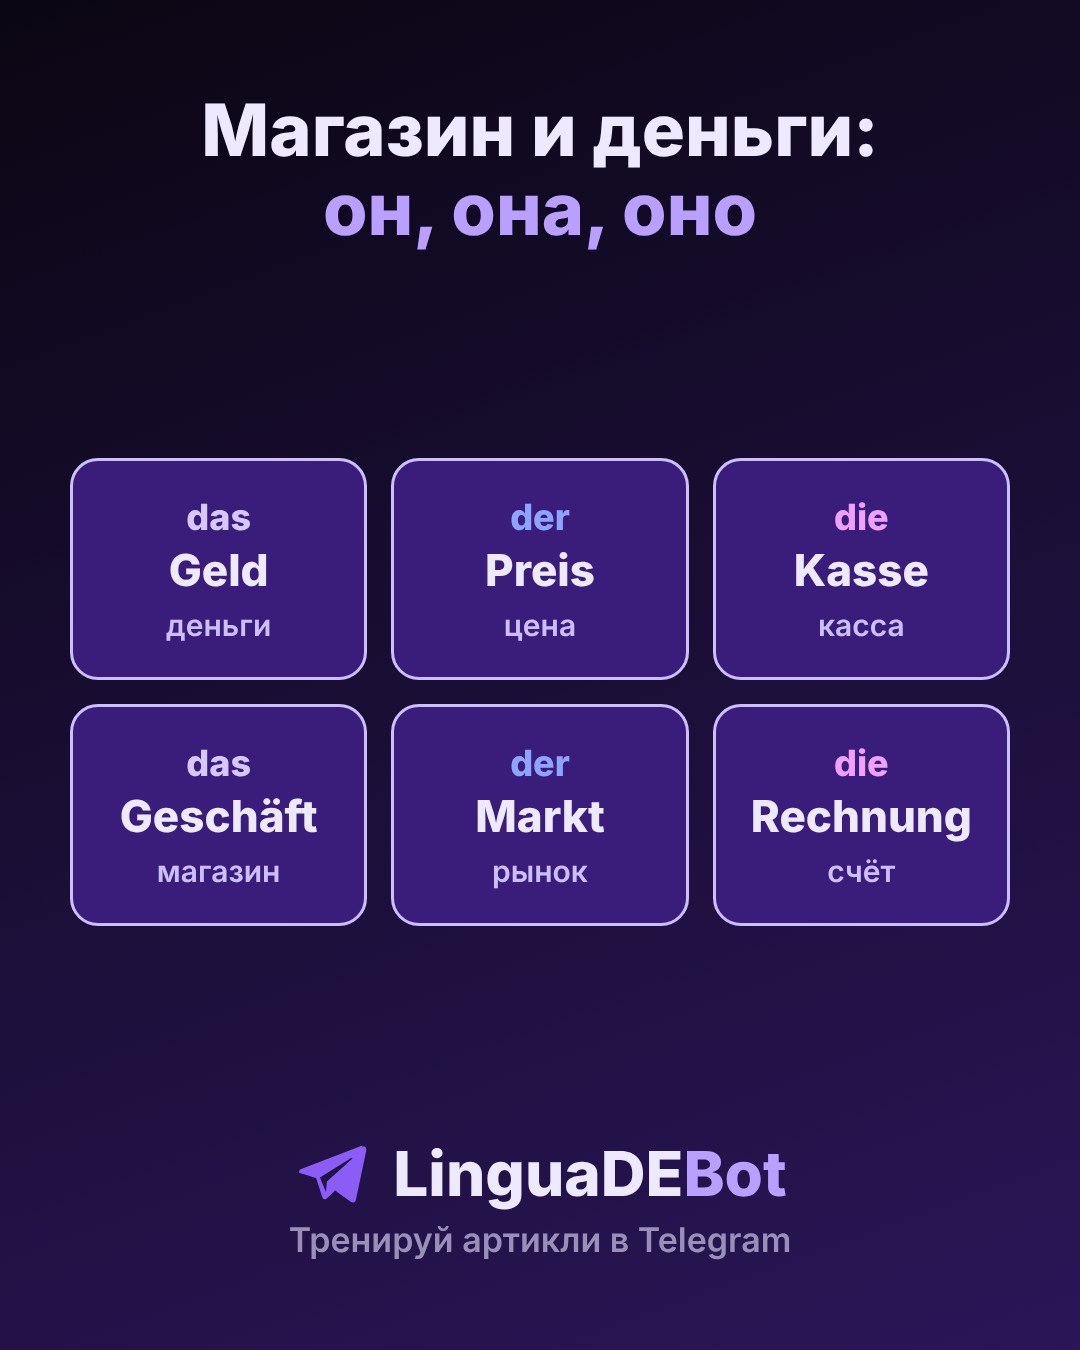 Магазин и деньги:
он, она, оно
das
Geld
деньги
der
Preis
цена
die
Kasse
касса
das
Geschäft
магазин
der
Markt
рынок
die
Rechnung
счёт
LinguaDEBot
Тренируй артикли в Telegram